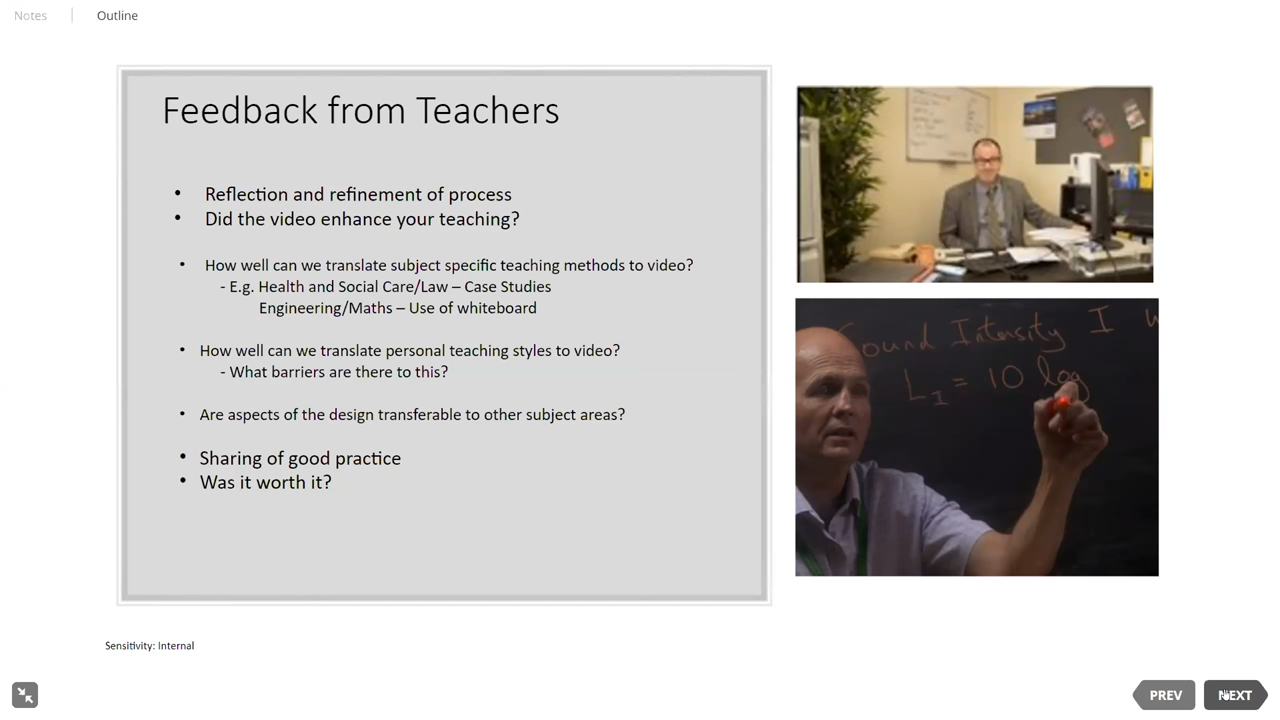 Notes
Outline
Feedback from Teachers
• Reflection and refinement of process
• Did the video enhance your teaching?
• How well can we translate subject specific teaching methods to video?
- E.g. Health and Social Care/Law – Case Studies
Engineering/Maths – Use of whiteboard
• How well can we translate personal teaching styles to video?
- What barriers are there to this?
• Are aspects of the design transferable to other subject areas?
• Sharing of good practice
• Was it worth it?
ound Intensity I
L_I = 10 log
Sensitivity: Internal
PREV
NEXT